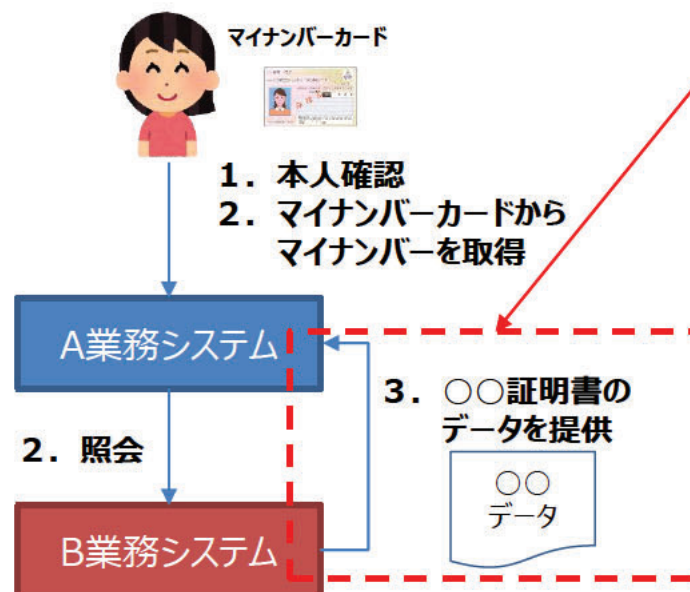 マイナンバーカード
1. 本人確認
2. マイナンバーカードから
マイナンバーを取得
A業務システム
3. ○○証明書の
データを提供
2. 照会
○○
データ
B業務システム